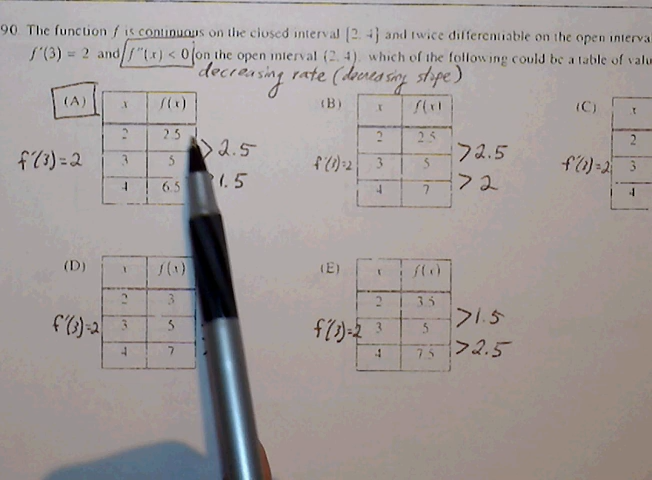 90. The function f is continuous on the closed interval [2, 4] and twice differentiable on the open interva
f'(3) = 2 and f''(x) < 0 on the open interval (2, 4), which of the following could be a table of valu
decreasing rate (decreasing slope)
(A) x f(x)
2 2.5
3 5
4 6.5
f'(3)=2
>2.5
1.5
(B) x f(x)
2 2.5
3 5
4 7
f'(3)=2
>2.5
>2
(C) x
2
3
4
f'(3)=2
(D) x f(x)
2 3
3 5
4 7
f'(3)=2
(E) x f(x)
2 3.5
3 5
4 7.5
f'(3)=2
>1.5
>2.5